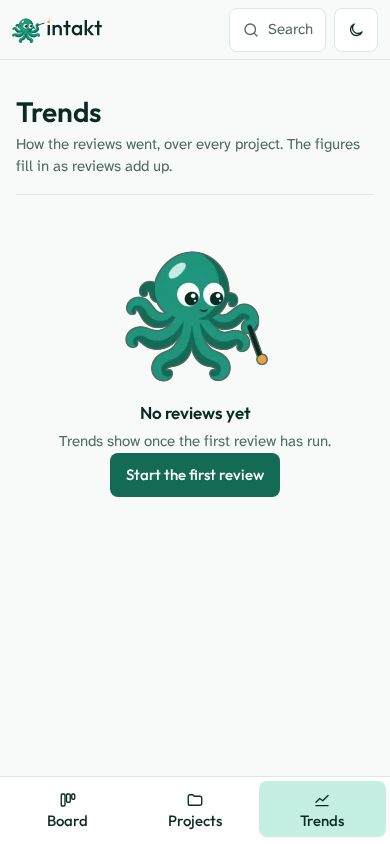 intakt
Search
Trends
How the reviews went, over every project. The figures
fill in as reviews add up.
No reviews yet
Trends show once the first review has run.
Start the first review
Board
Projects
Trends